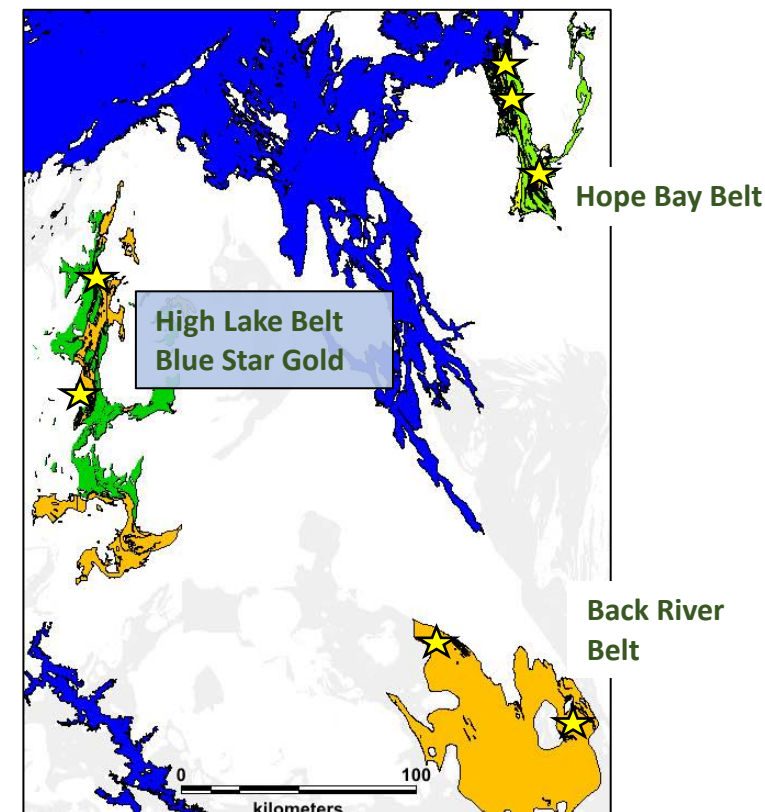 Hope Bay Belt
High Lake Belt
Blue Star Gold
Back River
Belt
0 100
kilometers